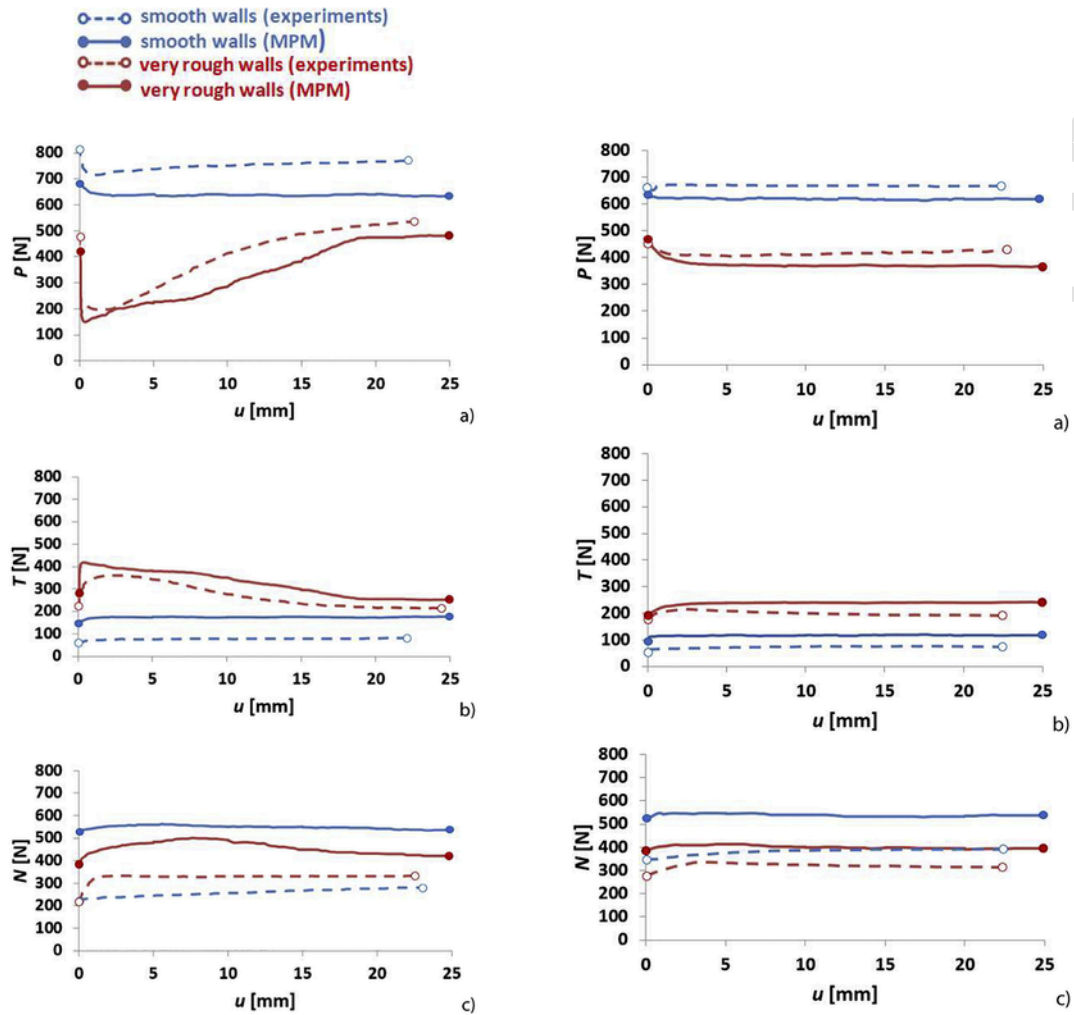 smooth walls (experiments)
smooth walls (MPM)
very rough walls (experiments)
very rough walls (MPM)
800
700
600
500
400
300
200
100
0
P [N]
0 5 10 15 20 25
u [mm]
a)
800
700
600
500
400
300
200
100
0
P [N]
0 5 10 15 20 25
u [mm]
a)
800
700
600
500
400
300
200
100
0
T [N]
0 5 10 15 20 25
u [mm]
b)
800
700
600
500
400
300
200
100
0
T [N]
0 5 10 15 20 25
u [mm]
b)
800
700
600
500
400
300
200
100
0
N [N]
0 5 10 15 20 25
u [mm]
c)
800
700
600
500
400
300
200
100
0
N [N]
0 5 10 15 20 25
u [mm]
c)